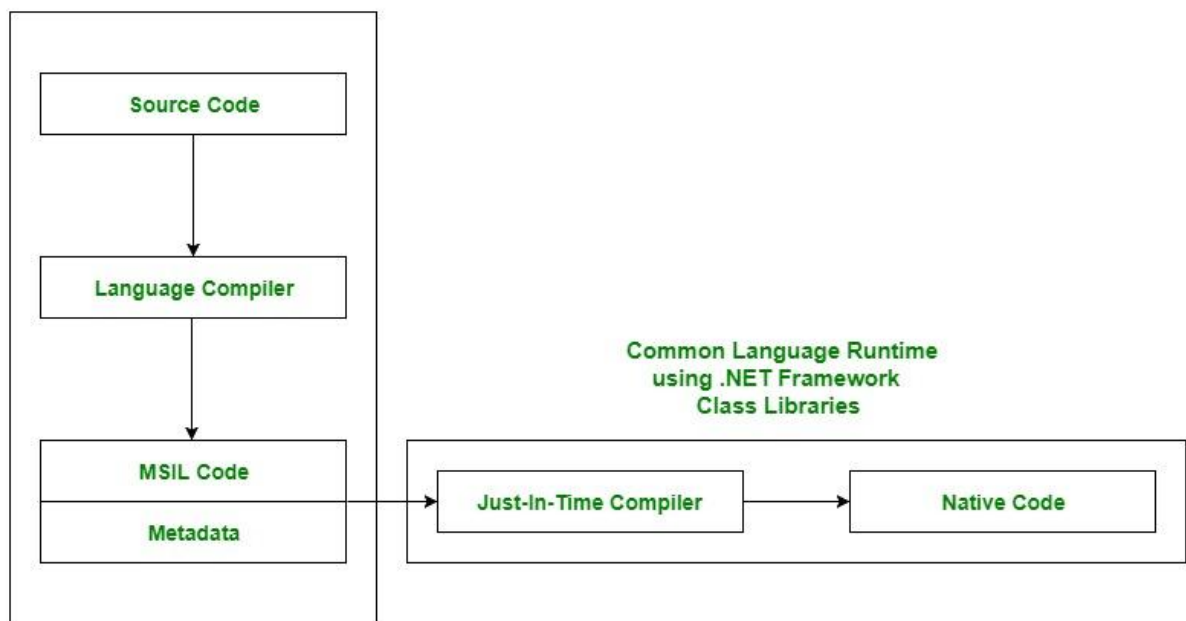 Source Code
Language Compiler
Common Language Runtime
using .NET Framework
Class Libraries
MSIL Code
Metadata
Just-In-Time Compiler
Native Code